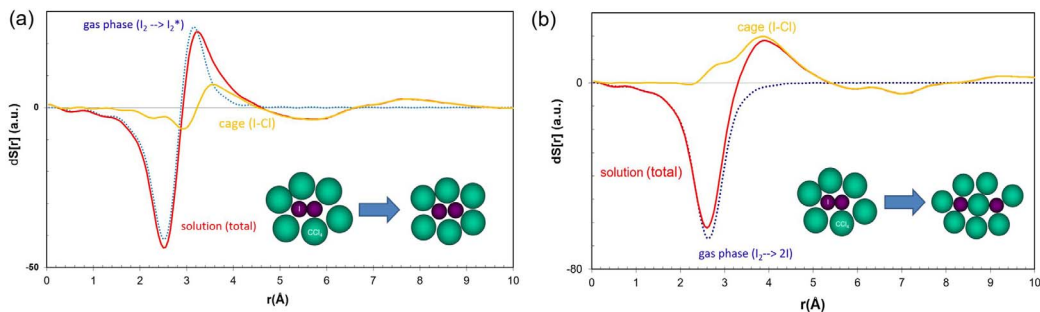 (a)
gas phase (I₂ --> I₂*)
0
-50
dS[r] (a.u.)
cage (I-Cl)
solution (total)
I
CCl₄
0 1 2 3 4 5 6 7 8 9 10
r(Å)
(b)
cage (I-Cl)
0
-80
dS[r] (a.u.)
solution (total)
I
CCl₄
gas phase (I₂--> 2I)
0 1 2 3 4 5 6 7 8 9 10
r(Å)